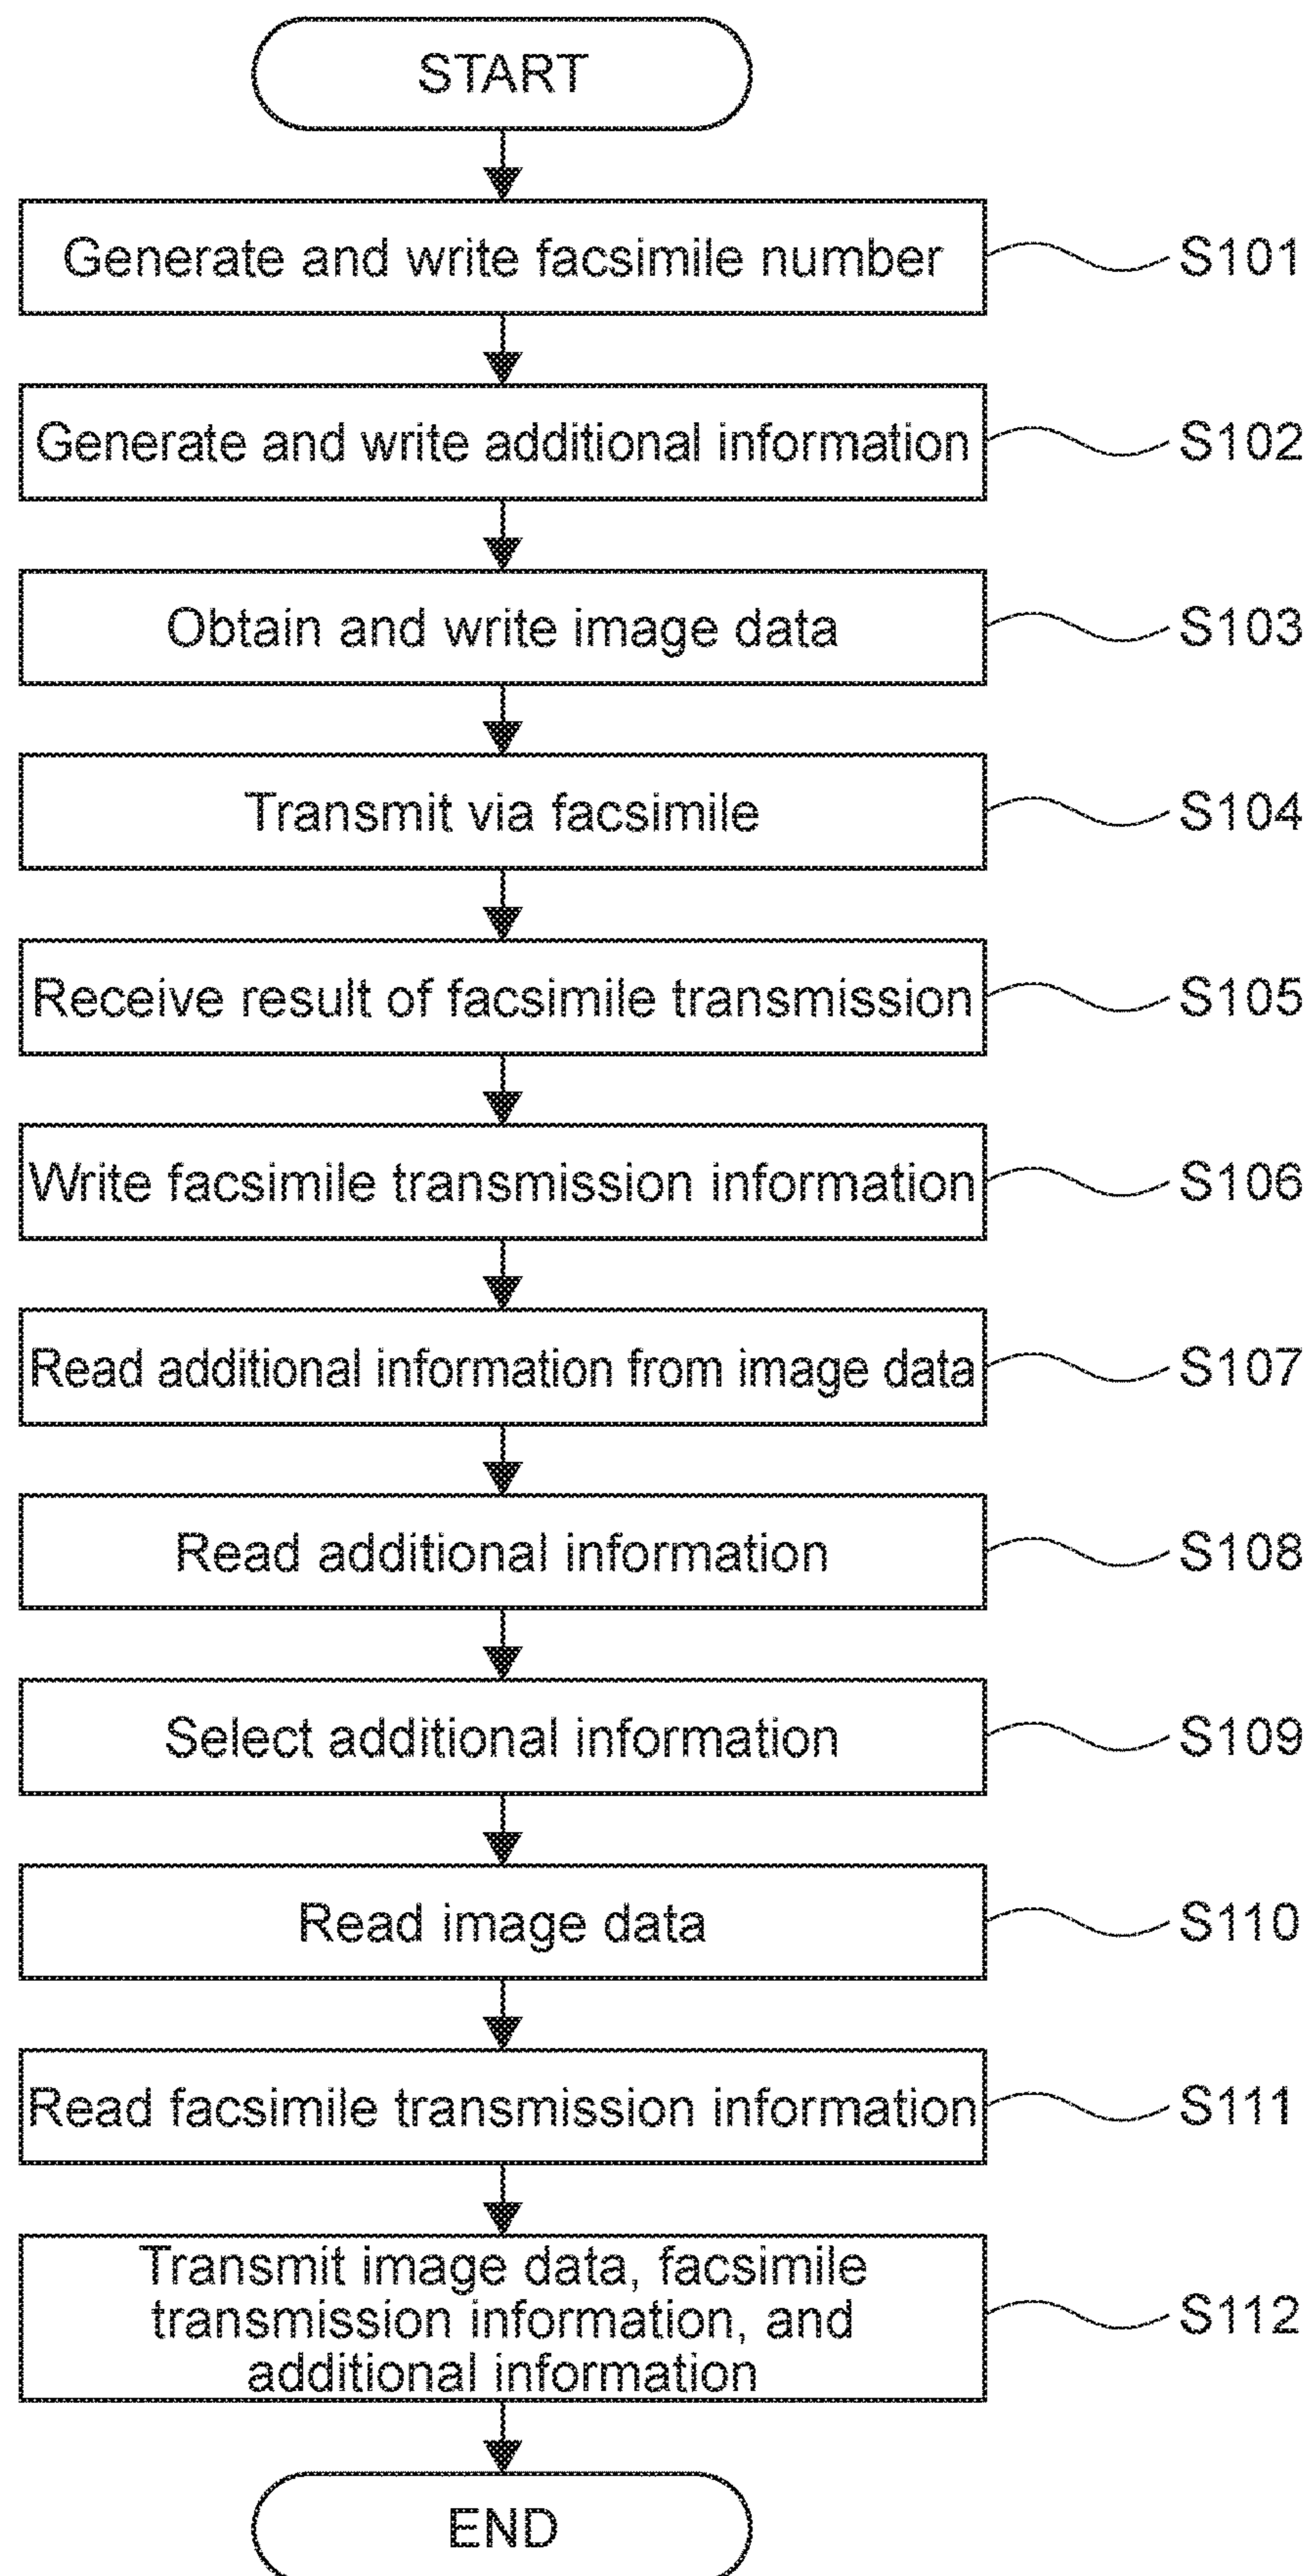 START
Generate and write facsimile number
S101
Generate and write additional information
S102
Obtain and write image data
S103
Transmit via facsimile
S104
Receive result of facsimile transmission
S105
Write facsimile transmission information
S106
Read additional information from image data
S107
Read additional information
S108
Select additional information
S109
Read image data
S110
Read facsimile transmission information
S111
Transmit image data, facsimile
transmission information, and
additional information
S112
END